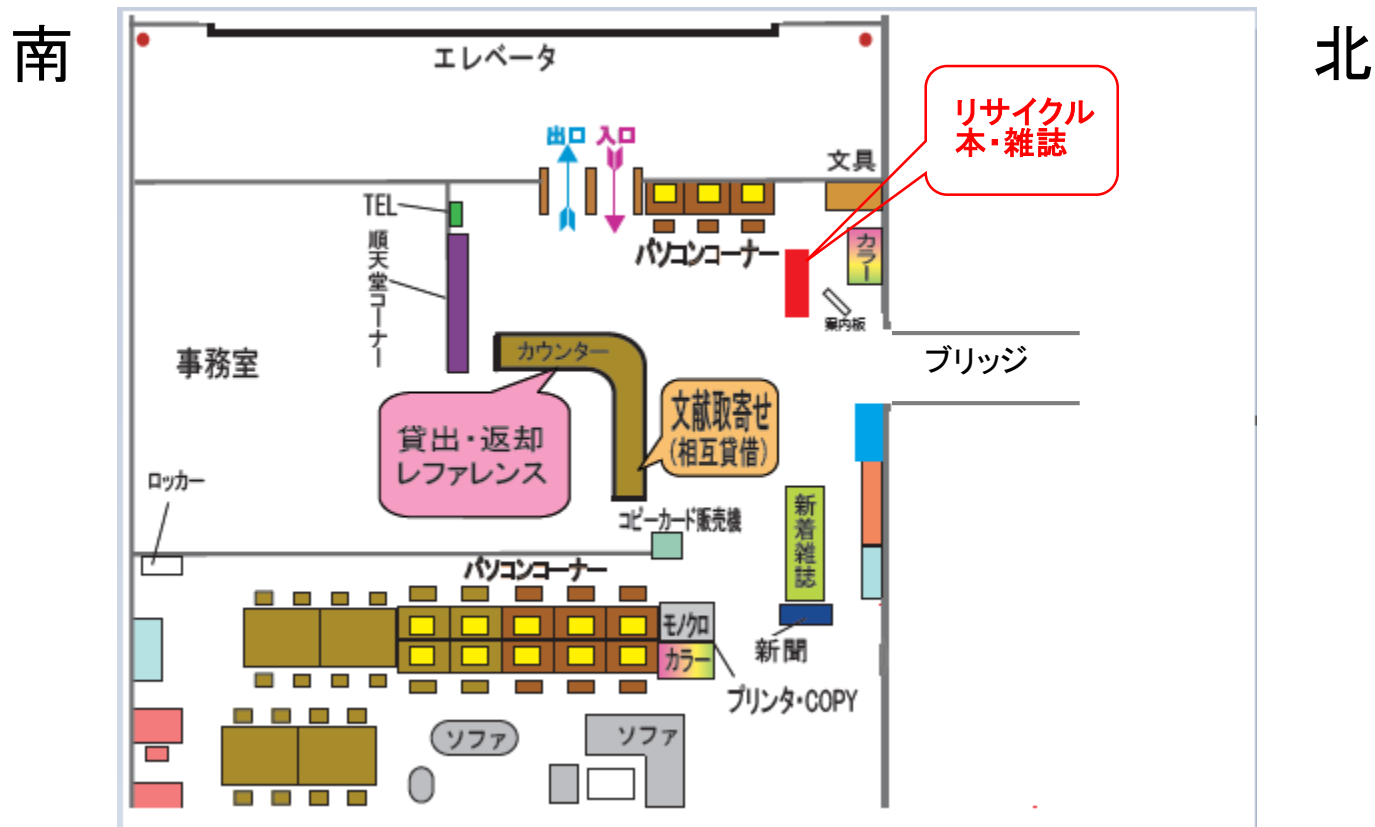 南
北
エレベータ
リサイクル
本・雑誌
出口
入口
文具
TEL
パソコンコーナー
カラー
順天堂コーナー
案内板
カウンター
事務室
ブリッジ
文献取寄せ
(相互貸借)
貸出・返却
レファレンス
ロッカー
コピーカード販売機
新着雑誌
パソコンコーナー
モノクロ
カラー
新聞
プリンタ・COPY
ソファ
ソファ